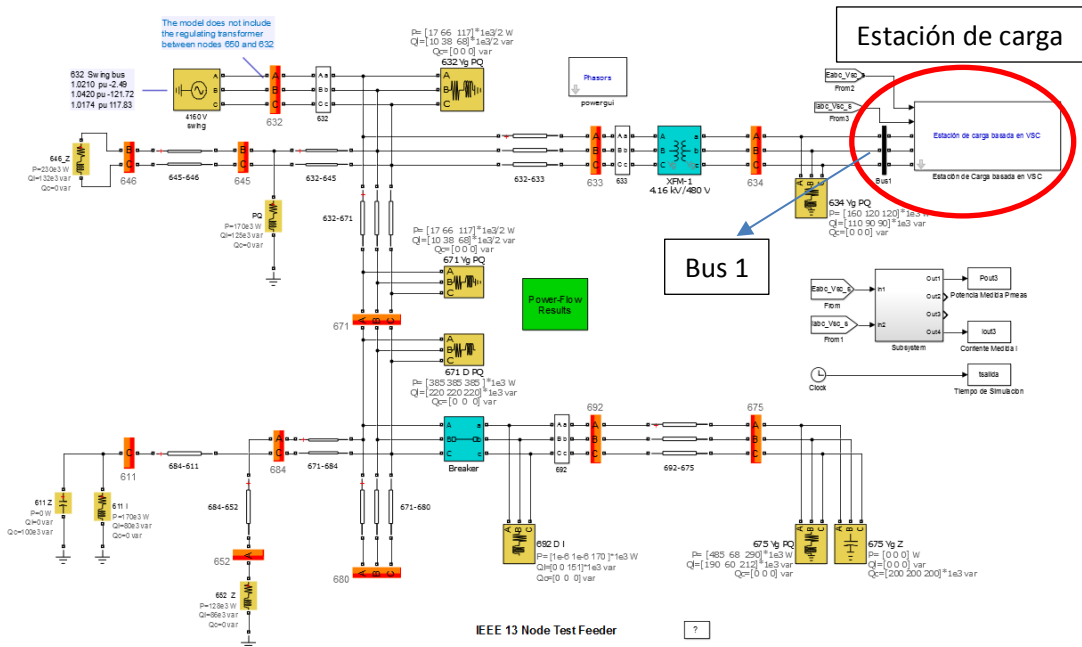 The model does not include
the regulating transformer
between nodes 650 and 632
632 Swing bus
1.0210 pu -2.49
1.0420 pu -121.72
1.0174 pu 117.83
4160 V
swing
A
B
C
632
A a
B b
C c
632
P= [17 66 117]*1e3/2 W
Ql=[10 38 68]*1e3/2 var
Qc= [0 0 0] var
632 Yg PQ
Phasors
powergui
Estación de carga
Eabc_Vsc_s
From2
Iabc_Vsc_s
From3
Estación de carga basada en VSC
Estación de Carga basada en VSC
Bus1
646_Z
P=230e3 W
Ql=132e3 var
Qc=0 var
646
645-646
645
632-645
PQ
P=170e3 W
Ql=125e3 var
Qc=0 var
632-633
633
633
XFM-1
4.16 kV/480 V
634
634 Yg PQ
P= [160 120 120]*1e3 W
Ql=[110 90 90]*1e3 var
Qc=[0 0 0] var
Bus 1
632-671
P= [17 66 117]*1e3/2 W
Ql=[10 38 68]*1e3/2 var
Qc=[0 0 0] var
671 Yg PQ
671
671 D PQ
P= [385 385 385 ]*1e3 W
Ql=[220 220 220]*1e3 var
Qc=[0 0 0] var
Power-Flow
Results
Eabc_Vsc_s
From
Iabc_Vsc_s
From1
In1
In2
Out1
Out2
Out3
Out4
Subsystem
Pout3
Potencia Medida Pmeas
Iout3
Corriente Medida I
Clock
tsalida
Tiempo de Simulacion
611
684-611
684
671-684
Breaker
692
692
692-675
675
611 Z
P=0 W
Ql=0 var
Qc=100e3 var
611 I
P=170e3 W
Ql=80e3 var
Qc=0 var
684-652
652
652 Z
P=128e3 W
Ql=86e3 var
Qc=0 var
671-680
680
692 D I
P= [1e-6 1e-6 170 ]*1e3 W
Ql=[0 0 151]*1e3 var
Qc=[0 0 0] var
675 Yg PQ
P= [485 68 290]*1e3 W
Ql=[190 60 212]*1e3 var
Qc=[0 0 0] var
675 Yg Z
P= [0 0 0] W
Ql=[0 0 0] var
Qc=[200 200 200]*1e3 var
IEEE 13 Node Test Feeder
?